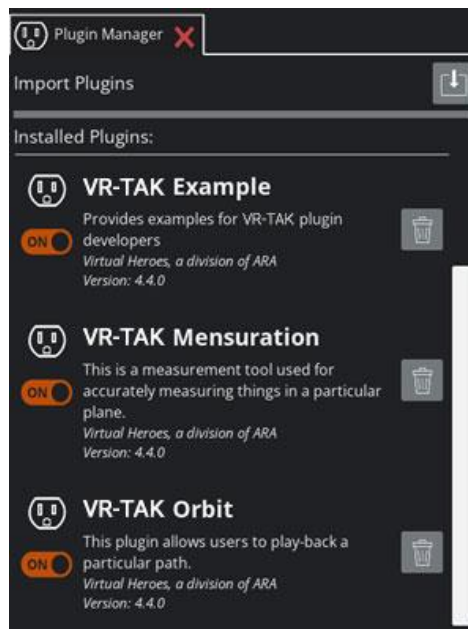 Plugin Manager
Import Plugins
Installed Plugins:
VR-TAK Example
Provides examples for VR-TAK plugin
ON
developers
Virtual Heroes, a division of ARA
Version: 4.4.0
VR-TAK Mensuration
This is a measurement tool used for
ON
accurately measuring things in a particular
plane.
Virtual Heroes, a division of ARA
Version: 4.4.0
VR-TAK Orbit
This plugin allows users to play-back a
ON
particular path.
Virtual Heroes, a division of ARA
Version: 4.4.0